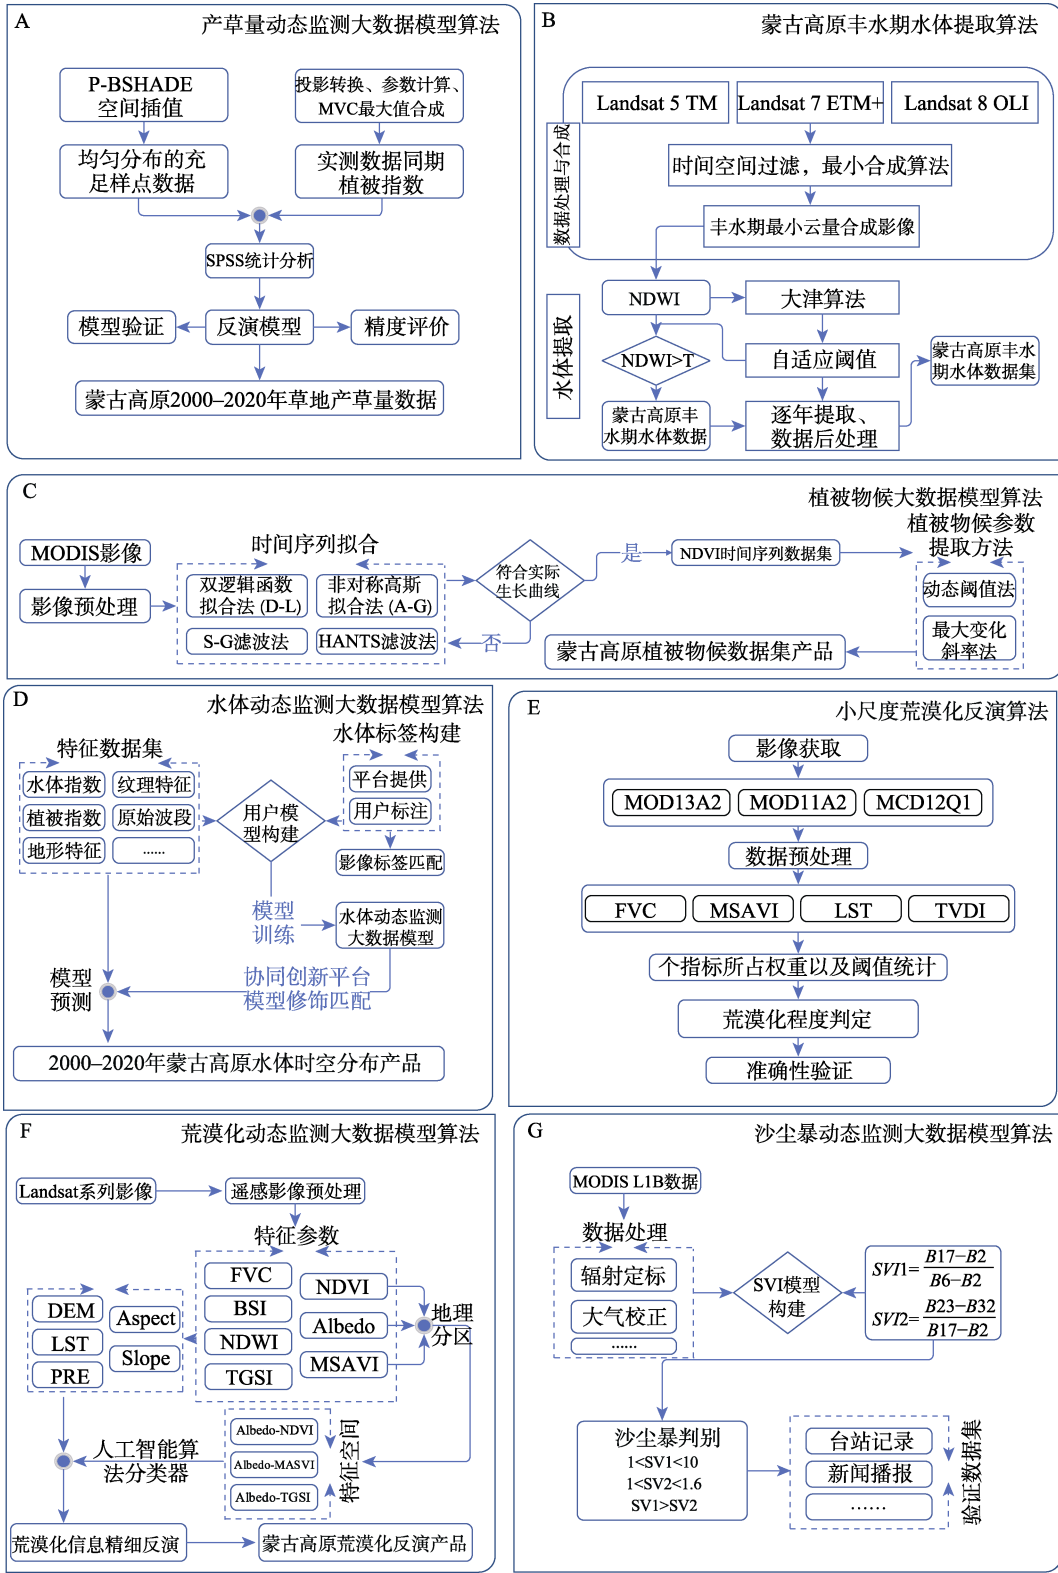 A
产草量动态监测大数据模型算法
P-BSHADE
空间插值
投影转换、参数计算、
MVC最大值合成
均匀分布的充
足样点数据
实测数据同期
植被指数
SPSS统计分析
模型验证
反演模型
精度评价
蒙古高原2000–2020年草地产草量数据
B
蒙古高原丰水期水体提取算法
数据处理与合成
Landsat 5 TM
Landsat 7 ETM+
Landsat 8 OLI
时间空间过滤，最小合成算法
丰水期最小云量合成影像
水体提取
NDWI
大津算法
NDWI>T
自适应阈值
蒙古高原丰水
期水体数据集
蒙古高原丰
水期水体数据
逐年提取、
数据后处理
C
植被物候大数据模型算法
MODIS影像
影像预处理
时间序列拟合
双逻辑函数
拟合法 (D-L)
非对称高斯
拟合法 (A-G)
S-G滤波法
HANTS滤波法
符合实际
生长曲线
是
否
NDVI时间序列数据集
植被物候参数
提取方法
动态阈值法
最大变化
斜率法
蒙古高原植被物候数据集产品
D
水体动态监测大数据模型算法
特征数据集
水体指数
纹理特征
植被指数
原始波段
地形特征
......
用户模
型构建
水体标签构建
平台提供
用户标注
影像标签匹配
模型
训练
水体动态监测
大数据模型
模型
预测
协同创新平台
模型修饰匹配
2000–2020年蒙古高原水体时空分布产品
E
小尺度荒漠化反演算法
影像获取
MOD13A2
MOD11A2
MCD12Q1
数据预处理
FVC
MSAVI
LST
TVDI
个指标所占权重以及阈值统计
荒漠化程度判定
准确性验证
F
荒漠化动态监测大数据模型算法
Landsat系列影像
遥感影像预处理
特征参数
FVC
BSI
NDWI
TGSI
NDVI
Albedo
MSAVI
地理
分区
DEM
LST
PRE
Aspect
Slope
人工智能算
法分类器
Albedo-NDVI
Albedo-MASVI
Albedo-TGSI
特征空间
荒漠化信息精细反演
蒙古高原荒漠化反演产品
G
沙尘暴动态监测大数据模型算法
MODIS L1B数据
数据处理
辐射定标
大气校正
......
SVI模型
构建
SVI1=B17−B2/B6−B2
SVI2=B23−B32/B17−B2
沙尘暴判别
1<SV1<10
1<SV2<1.6
SV1>SV2
台站记录
新闻播报
……
验证数据集